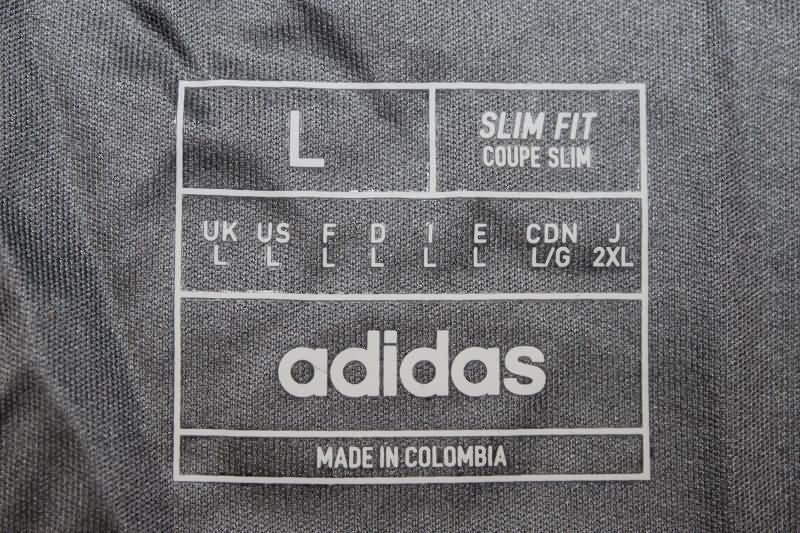 L
SLIM FIT
COUPE SLIM
UK US F D I E CDN J
L L L L L L L/G 2XL
adidas
MADE IN COLOMBIA